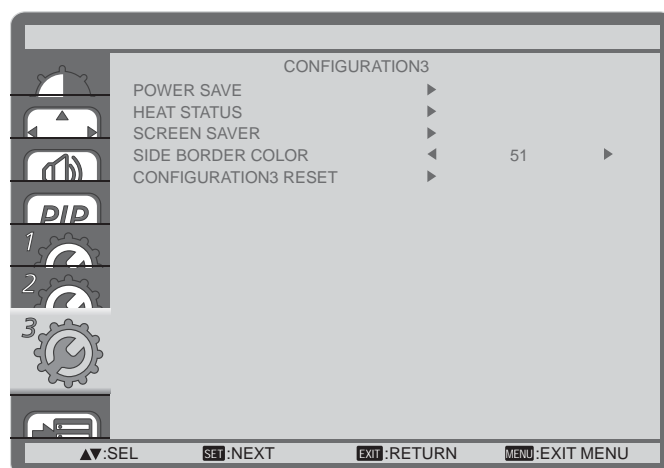 CONFIGURATION3
POWER SAVE ▶
HEAT STATUS ▶
SCREEN SAVER ▶
SIDE BORDER COLOR ◀ 51 ▶
CONFIGURATION3 RESET ▶
PIP
1
2
3
▲▼:SEL SET:NEXT EXIT:RETURN MENU:EXIT MENU